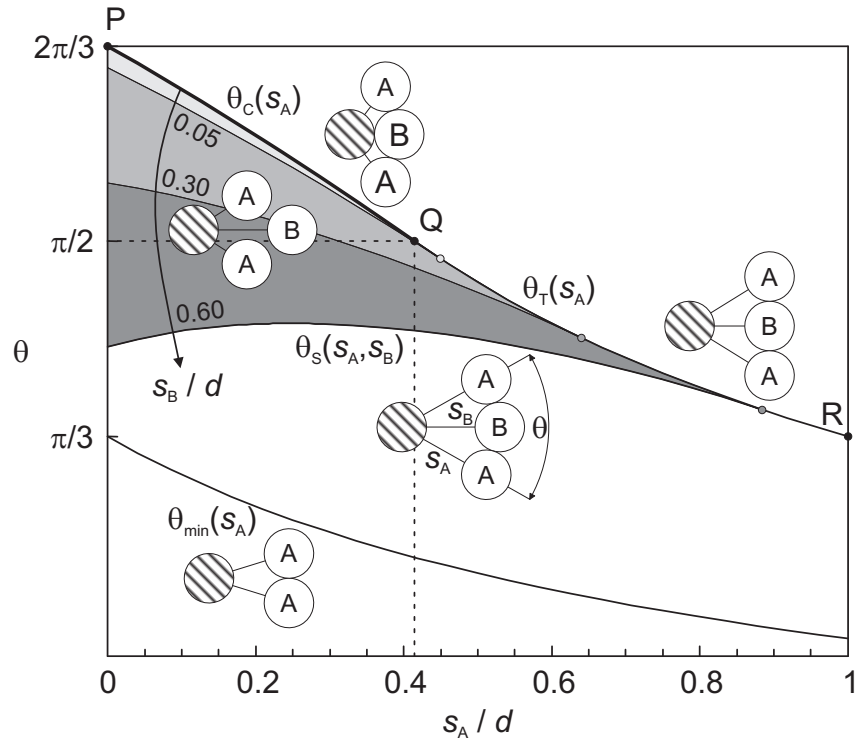 P
2π/3
θC(sA)
A
B
A
0.05
0.30
A
B
A
Q
π/2
θT(sA)
A
B
A
0.60
θS(sA,sB)
θ
sB / d
A
sB
B
θ
sA
A
R
π/3
θmin(sA)
A
A
0
0.2
0.4
0.6
0.8
1
sA / d